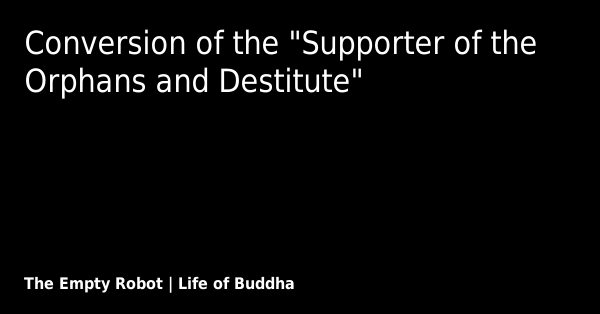 Conversion of the "Supporter of the
Orphans and Destitute"
The Empty Robot | Life of Buddha